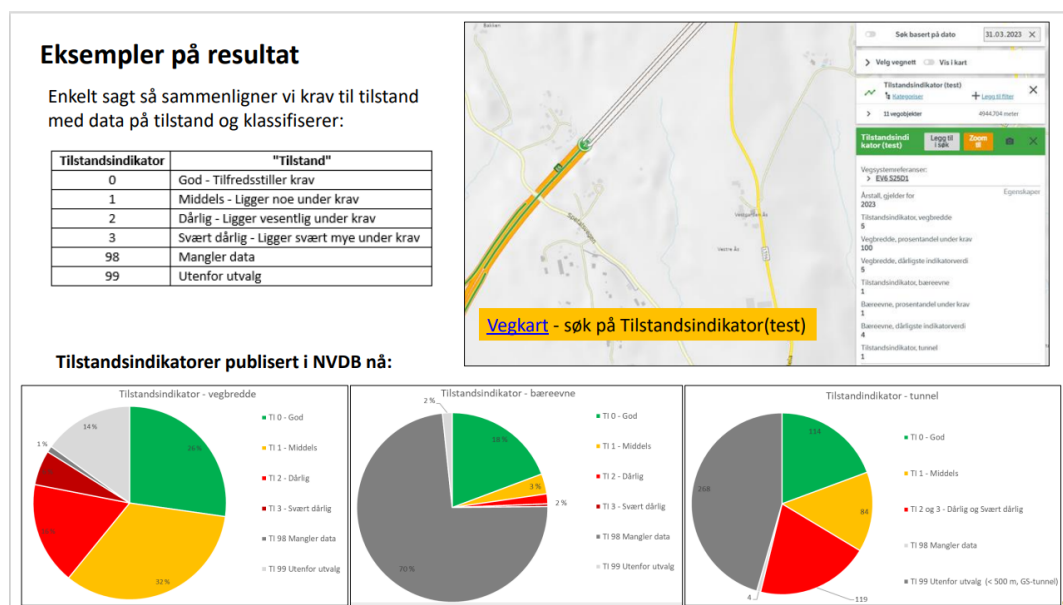 Eksempler på resultat
Enkelt sagt så sammenligner vi krav til tilstand
med data på tilstand og klassifiserer:
Tilstandsindikator "Tilstand"
0 God - Tilfredsstiller krav
1 Middels - Ligger noe under krav
2 Dårlig - Ligger vesentlig under krav
3 Svært dårlig - Ligger svært mye under krav
98 Mangler data
99 Utenfor utvalg
Bakken
Vestgarden Ås
Vestre Ås
Vegkart - søk på Tilstandsindikator(test)
Søk basert på dato 31.03.2023
Velg vegnett Vis i kart
Tilstandsindikator (test)
Kategorier Legg til filter
11 vegobjekter 4944.704 meter
Tilstandsindi
kator (test)
Legg til
i søk
Zoom
til
Vegsystemreferanser:
EV6 S25D1
Egenskaper
Årstall, gjelder for
2023
Tilstandsindikator, vegbredde
5
Vegbredde, prosentandel under krav
100
Vegbredde, dårligste indikatorverdi
5
Tilstandsindikator, bæreevne
1
Bæreevne, prosentandel under krav
1
Bæreevne, dårligste indikatorverdi
4
Tilstandsindikator, tunnel
1
Tilstandsindikatorer publisert i NVDB nå:
Tilstandsindikator - vegbredde
26 %
32 %
1 %
14 %
TI 0 - God
TI 1 - Middels
TI 2 - Dårlig
TI 3 - Svært dårlig
TI 98 Mangler data
TI 99 Utenfor utvalg
Tilstandsindikator - bæreevne
2 %
18 %
3 %
2 %
70 %
TI 0 - God
TI 1 - Middels
TI 2 - Dårlig
TI 3 - Svært dårlig
TI 98 Mangler data
TI 99 Utenfor utvalg
Tilstandindikator - tunnel
114
84
119
4
268
TI 0 - God
TI 1 - Middels
TI 2 og 3 - Dårlig og Svært dårlig
TI 98 Mangler data
TI 99 Utenfor utvalg (< 500 m, GS-tunnel)